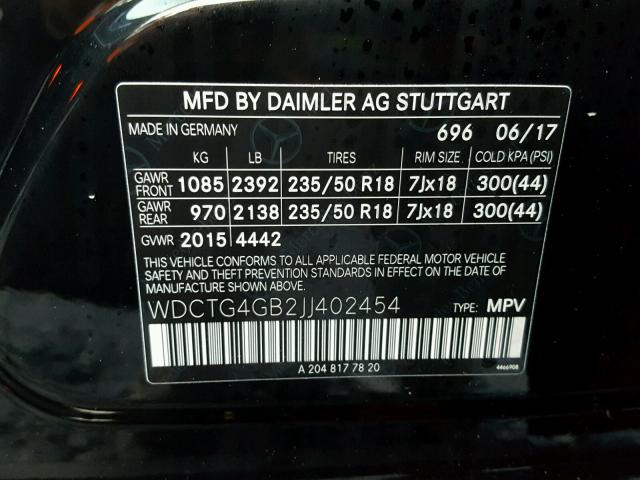 MFD BY DAIMLER AG STUTTGART
MADE IN GERMANY 696 06/17
KG LB TIRES RIM SIZE COLD KPA (PSI)
GAWR FRONT 1085 2392 235/50 R18 7Jx18 300(44)
GAWR REAR 970 2138 235/50 R18 7Jx18 300(44)
GVWR 2015 4442
THIS VEHICLE CONFORMS TO ALL APPLICABLE FEDERAL MOTOR VEHICLE
SAFETY AND THEFT PREVENTION STANDARDS IN EFFECT ON THE DATE OF
MANUFACTURE SHOWN ABOVE.
WDCTG4GB2JJ402454 TYPE: MPV
A 204 817 78 20 4466908